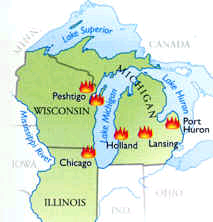 MINN.
Lake Superior
CANADA
MICHIGAN
Lake Huron
Peshtigo
WISCONSIN
Lake Michigan
Port
Huron
Mississippi River
Lansing
Holland
IOWA
Chicago
OHIO
ILLINOIS
IND.